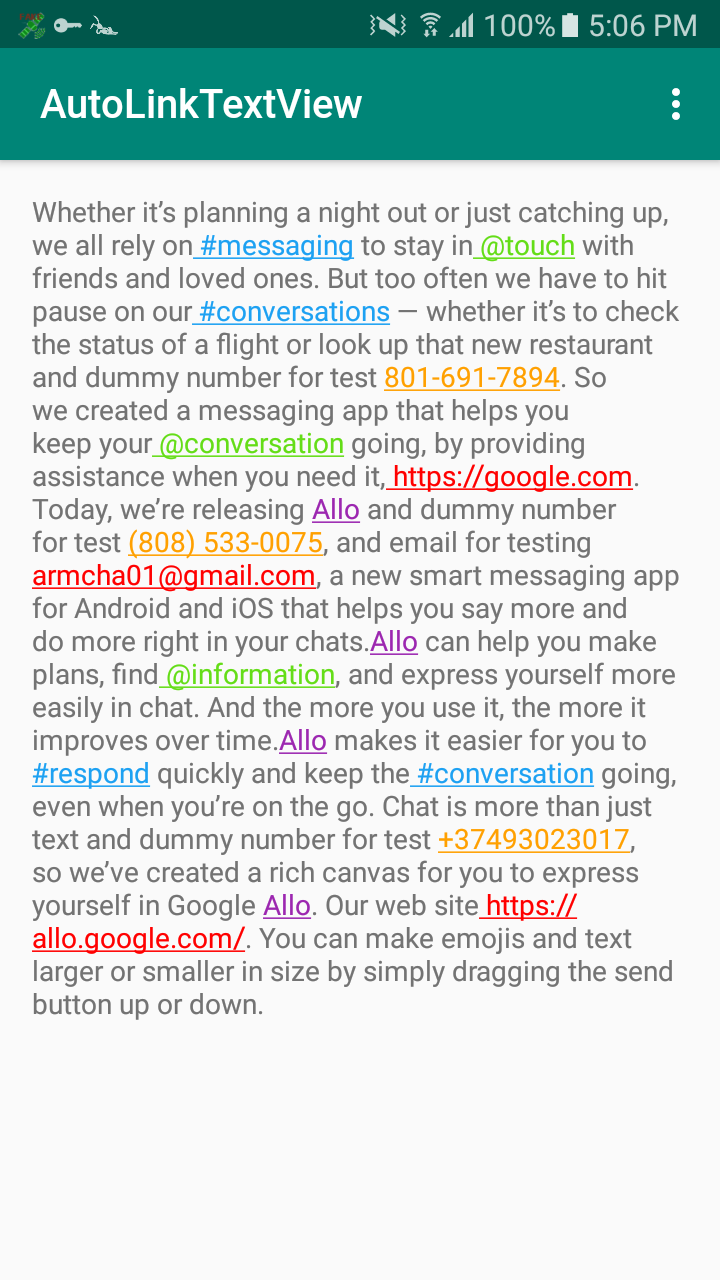 100% 5:06 PM
AutoLinkTextView
Whether it’s planning a night out or just catching up,
we all rely on #messaging to stay in @touch with
friends and loved ones. But too often we have to hit
pause on our #conversations — whether it’s to check
the status of a flight or look up that new restaurant
and dummy number for test 801-691-7894. So
we created a messaging app that helps you
keep your @conversation going, by providing
assistance when you need it, https://google.com.
Today, we’re releasing Allo and dummy number
for test (808) 533-0075, and email for testing
armcha01@gmail.com, a new smart messaging app
for Android and iOS that helps you say more and
do more right in your chats.Allo can help you make
plans, find @information, and express yourself more
easily in chat. And the more you use it, the more it
improves over time.Allo makes it easier for you to
#respond quickly and keep the #conversation going,
even when you’re on the go. Chat is more than just
text and dummy number for test +37493023017,
so we’ve created a rich canvas for you to express
yourself in Google Allo. Our web site https://
allo.google.com/. You can make emojis and text
larger or smaller in size by simply dragging the send
button up or down.